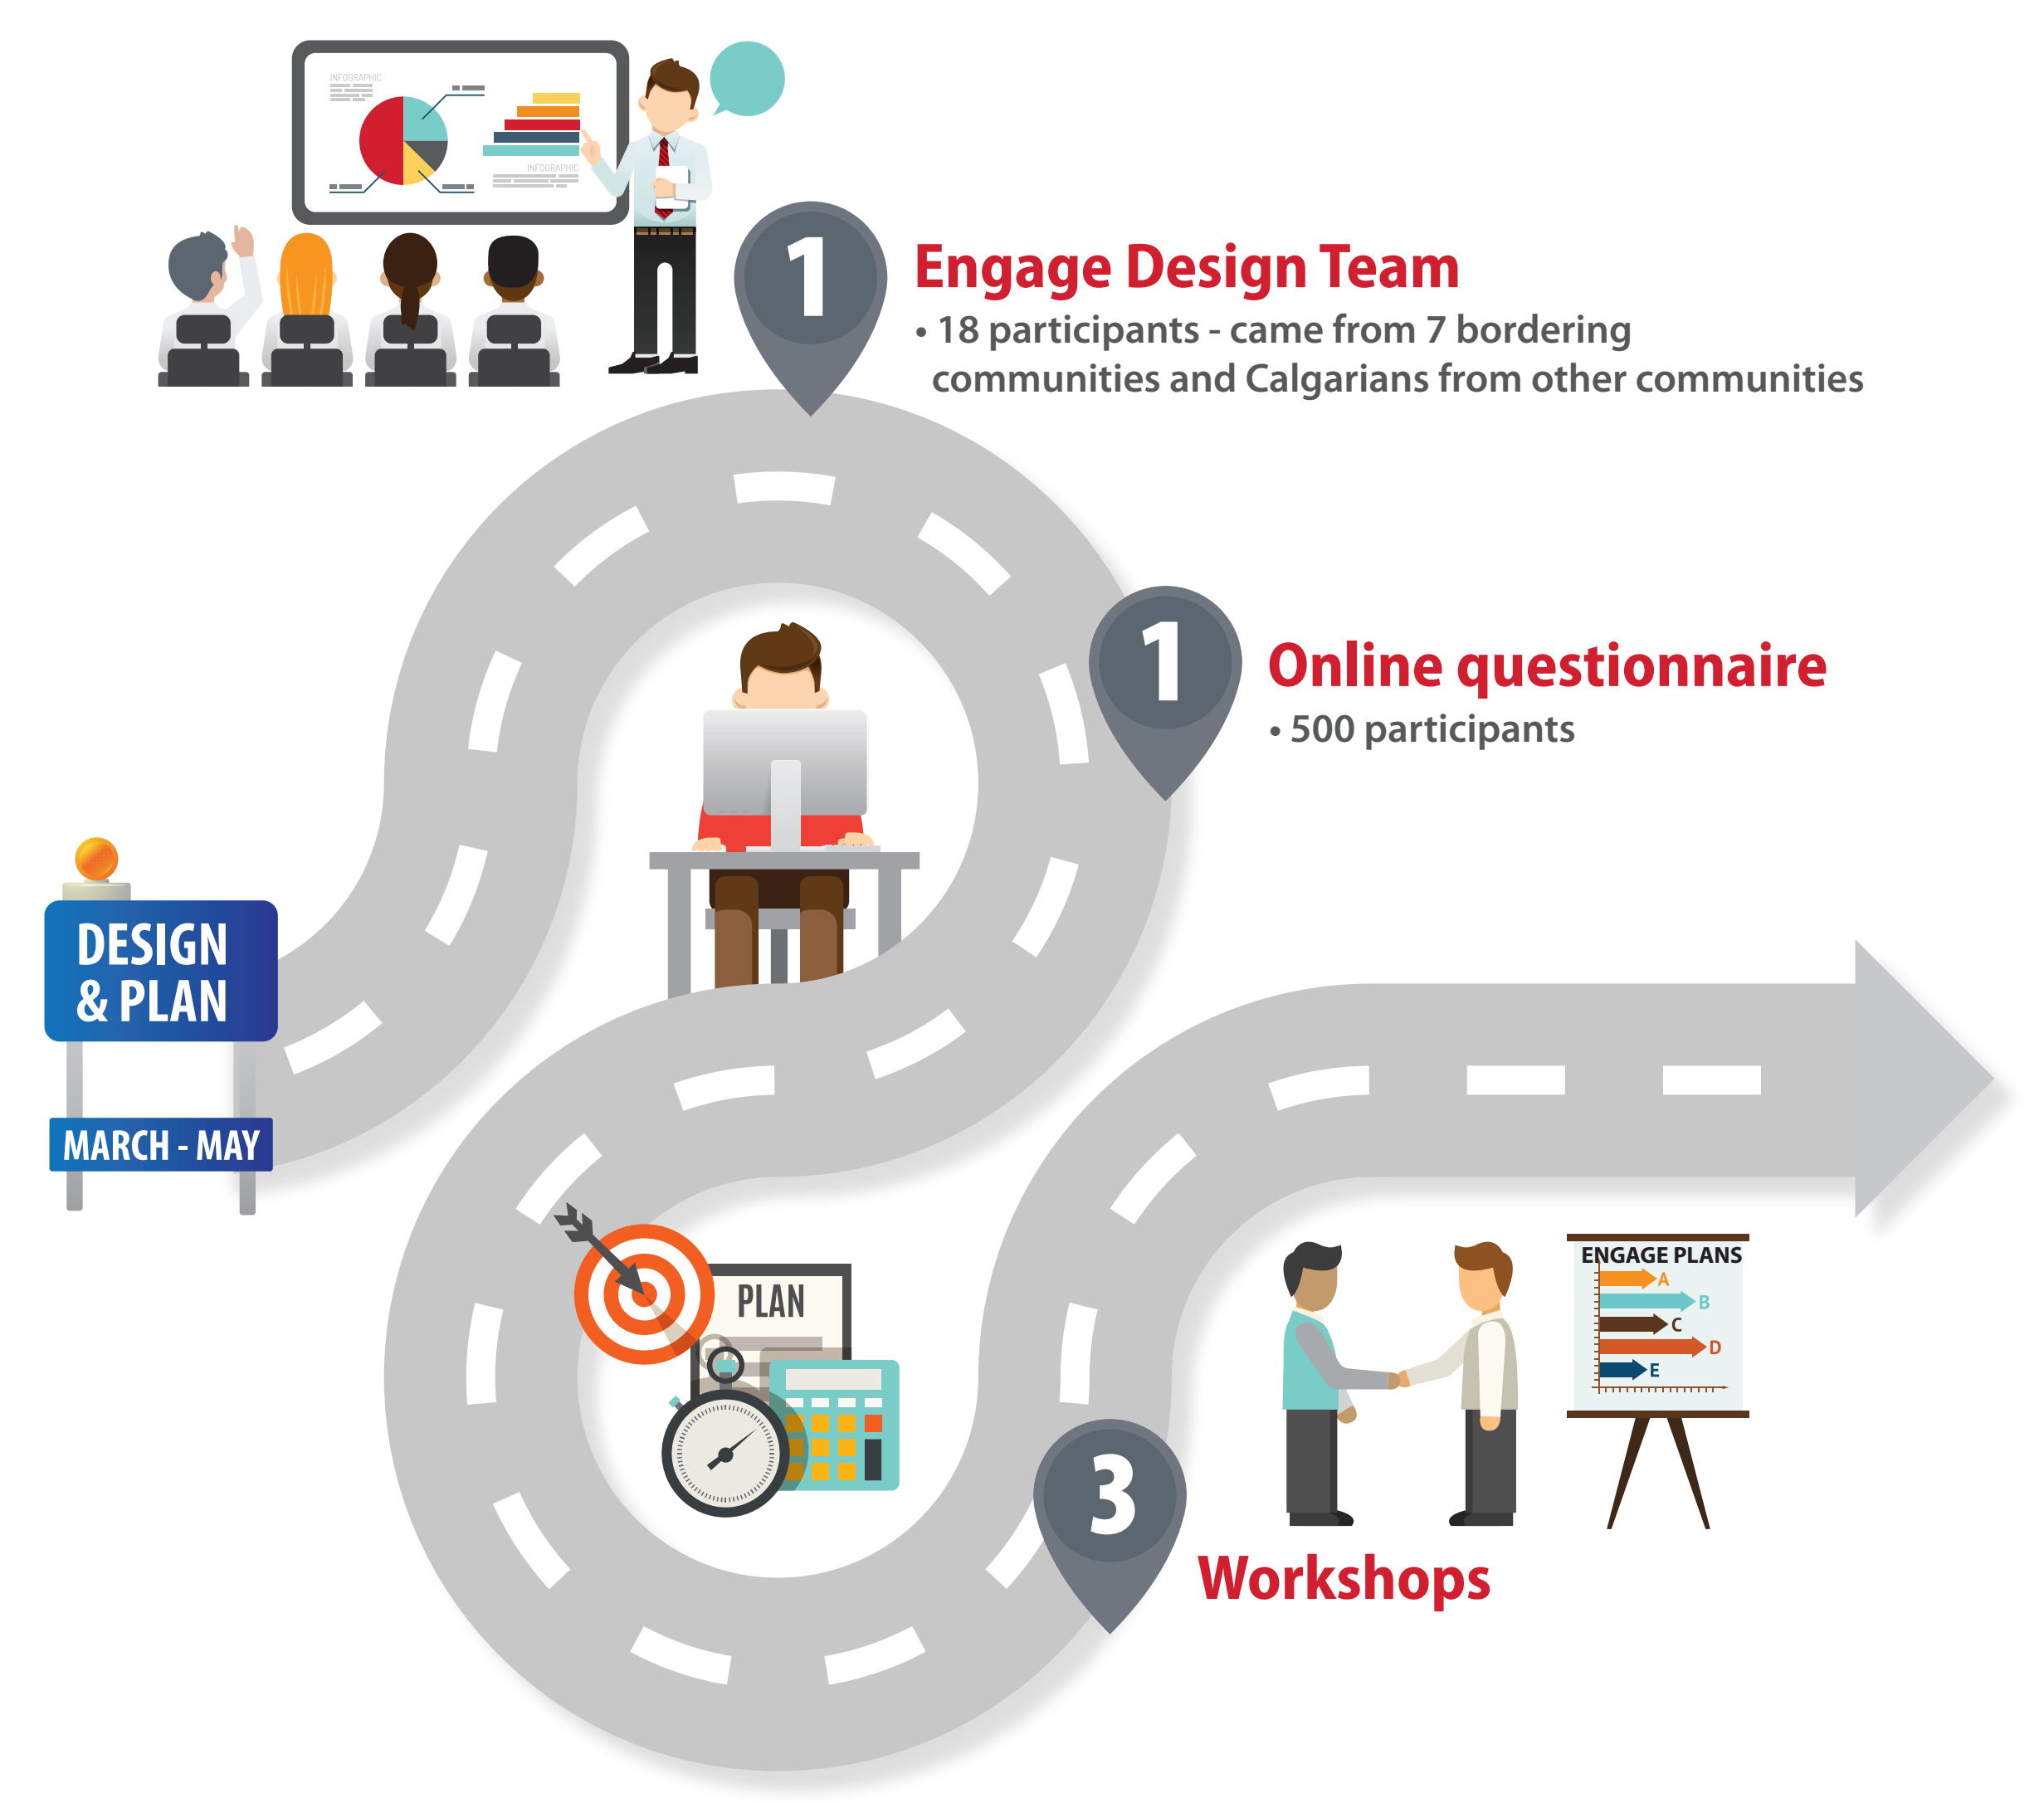 INFOGRAPHIC
INFOGRAPHIC
1
Engage Design Team
• 18 participants - came from 7 bordering
communities and Calgarians from other communities
1
Online questionnaire
• 500 participants
DESIGN
& PLAN
MARCH - MAY
PLAN
ENGAGE PLANS
A
B
C
D
E
3
Workshops